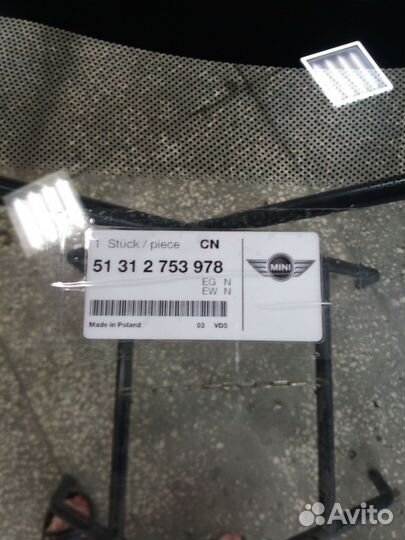 1 Stück / piece CN
51 31 2 753 978
EG N
EW N
MINI
Made in Poland 03 VDS
Avito